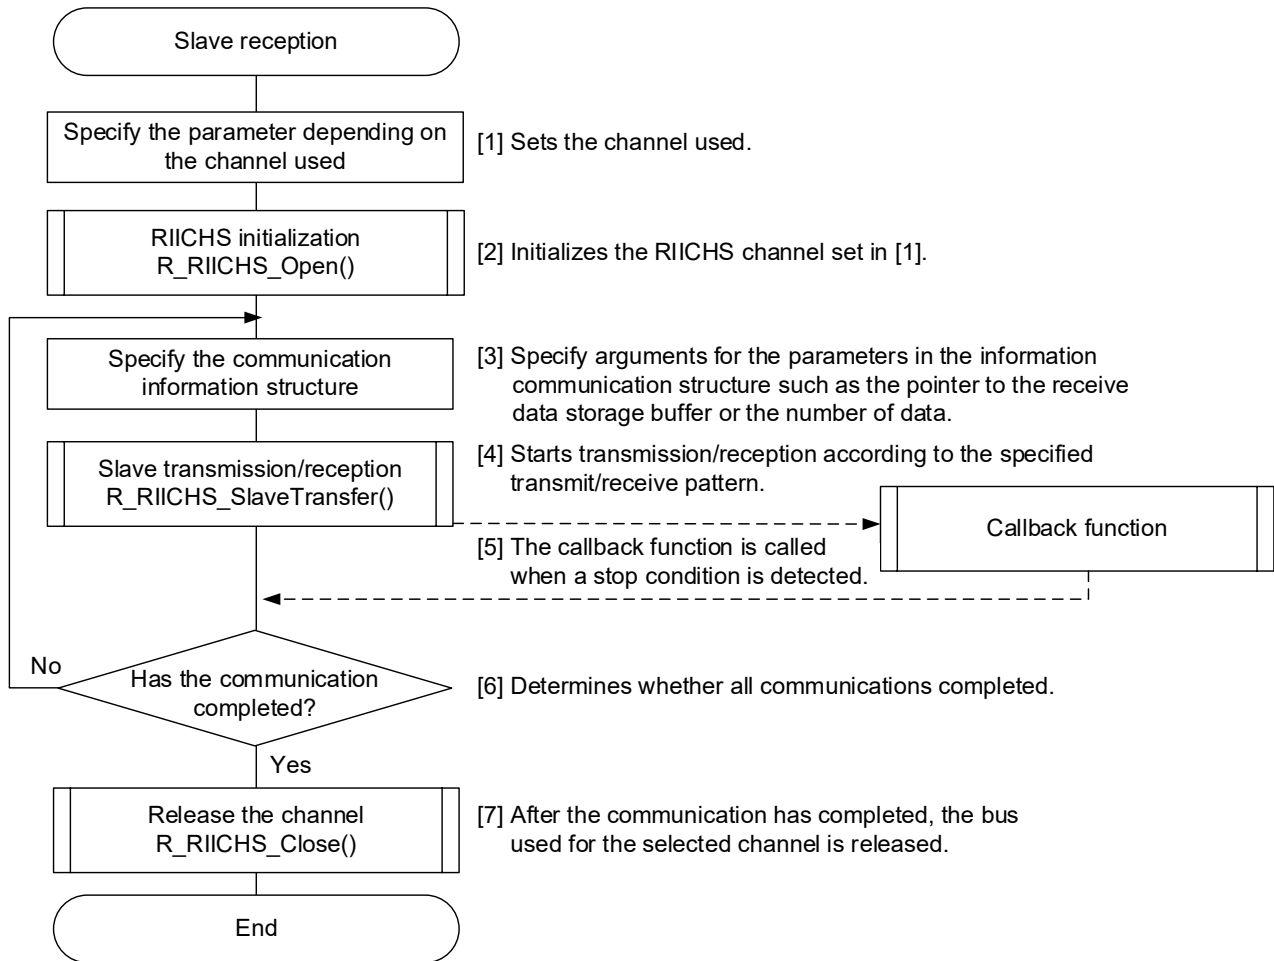 Slave reception
Specify the parameter depending on
the channel used
[1] Sets the channel used.
RIICHS initialization
R_RIICHS_Open()
[2] Initializes the RIICHS channel set in [1].
Specify the communication
information structure
[3] Specify arguments for the parameters in the information
communication structure such as the pointer to the receive
data storage buffer or the number of data.
Slave transmission/reception
R_RIICHS_SlaveTransfer()
[4] Starts transmission/reception according to the specified
transmit/receive pattern.
Callback function
[5] The callback function is called
when a stop condition is detected.
No
Has the communication
completed?
[6] Determines whether all communications completed.
Yes
Release the channel
R_RIICHS_Close()
[7] After the communication has completed, the bus
used for the selected channel is released.
End